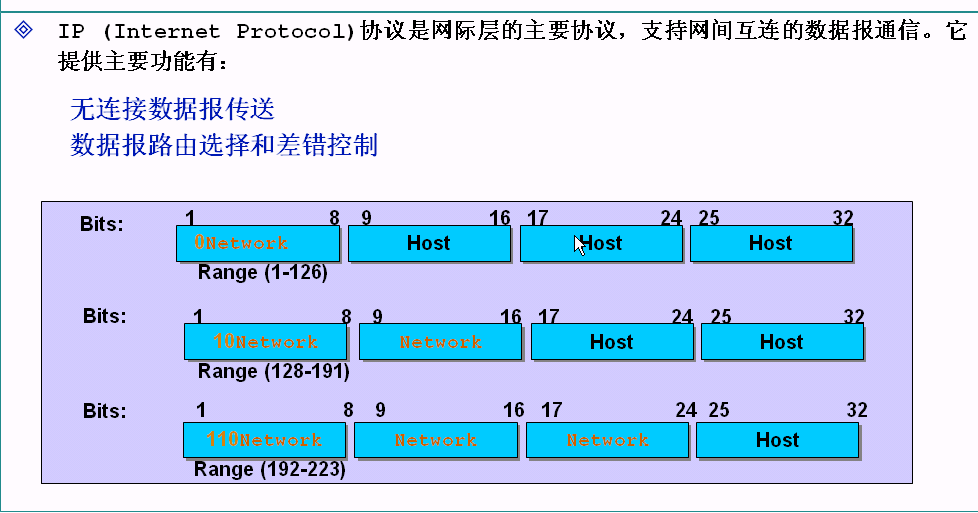 IP (Internet Protocol)协议是网际层的主要协议，支持网间互连的数据报通信。它
提供主要功能有：
无连接数据报传送
数据报路由选择和差错控制
Bits: 1 8 9 16 17 24 25 32
0Network Host Host Host
Range (1-126)
Bits: 1 8 9 16 17 24 25 32
10Network Network Host Host
Range (128-191)
Bits: 1 8 9 16 17 24 25 32
110Network Network Network Host
Range (192-223)